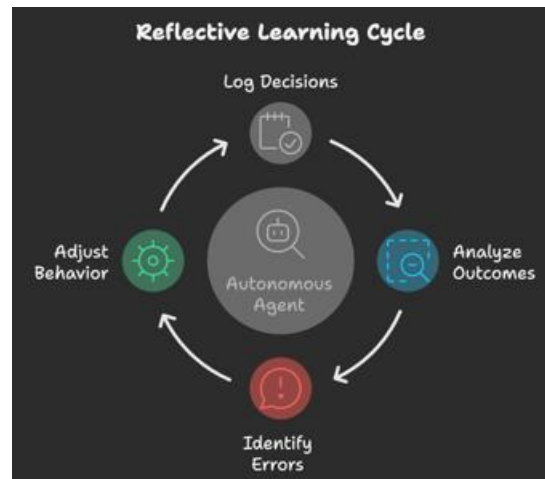 Reflective Learning Cycle
Log Decisions
Adjust
Behavior
Autonomous
Agent
Analyze
Outcomes
Identify
Errors